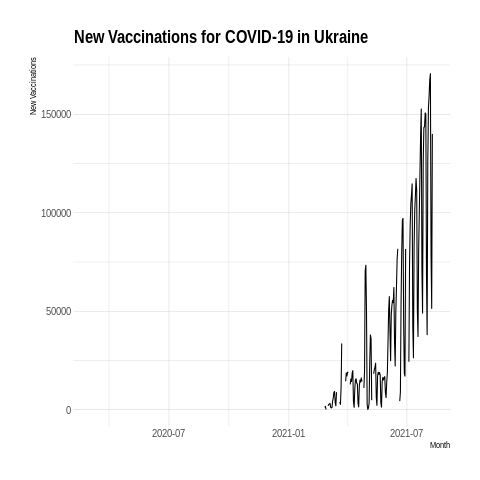 New Vaccinations for COVID-19 in Ukraine
New Vaccinations
150000
100000
50000
0
2020-07
2021-01
2021-07
Month